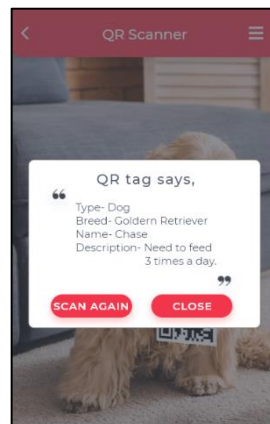 QR Scanner
QR tag says,
“
Type- Dog
Breed- Goldern Retriever
Name- Chase
Description- Need to feed
3 times a day.
”
SCAN AGAIN
CLOSE